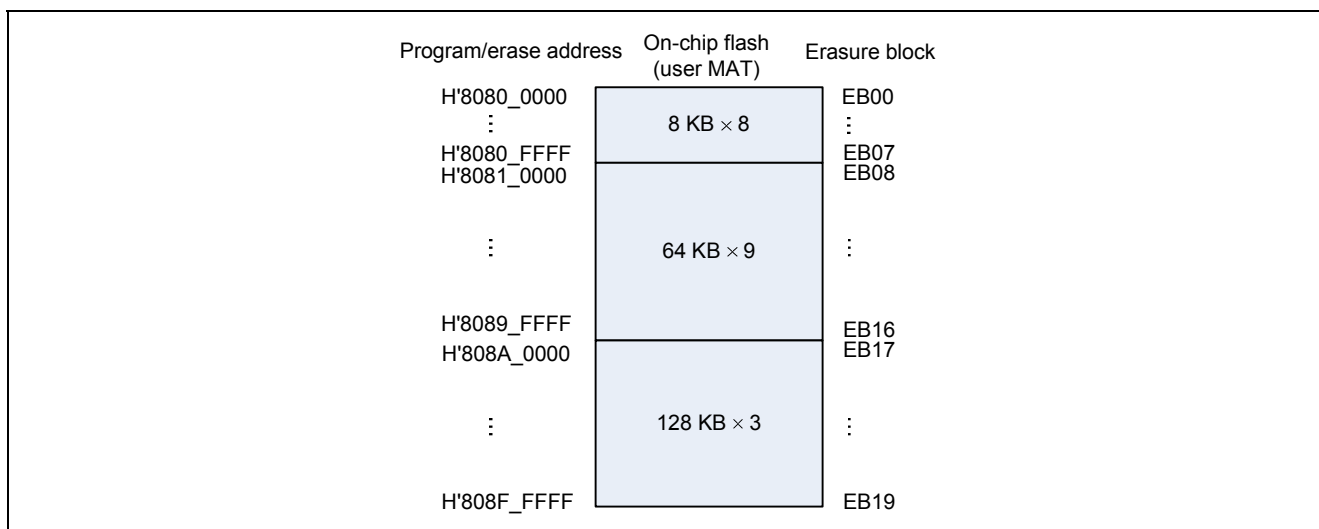 Program/erase address On-chip flash (user MAT) Erasure block
H'8080_0000 EB00
⋮ 8 KB × 8 ⋮
H'8080_FFFF EB07
H'8081_0000 EB08
⋮ 64 KB × 9 ⋮
H'8089_FFFF EB16
H'808A_0000 EB17
⋮ 128 KB × 3 ⋮
H'808F_FFFF EB19